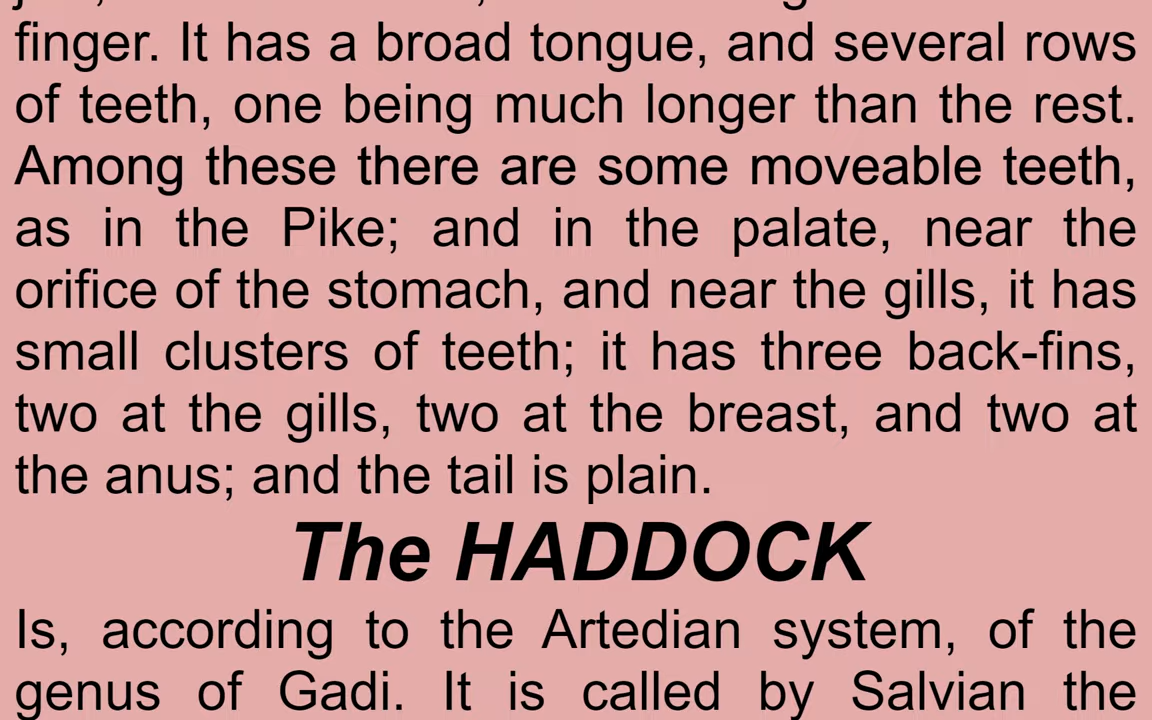 finger. It has a broad tongue, and several rows
of teeth, one being much longer than the rest.
Among these there are some moveable teeth,
as in the Pike; and in the palate, near the
orifice of the stomach, and near the gills, it has
small clusters of teeth; it has three back-fins,
two at the gills, two at the breast, and two at
the anus; and the tail is plain.
The HADDOCK
Is, according to the Artedian system, of the
genus of Gadi. It is called by Salvian the